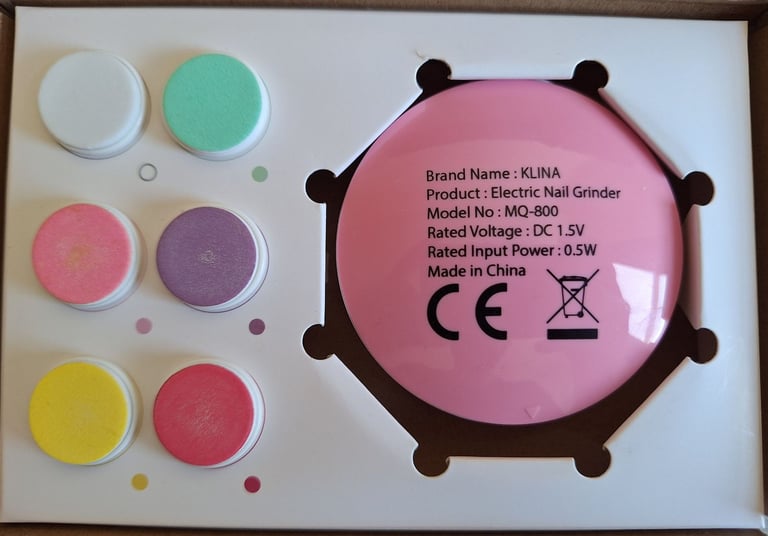 Brand Name : KLINA
Product : Electric Nail Grinder
Model No : MQ-800
Rated Voltage : DC 1.5V
Rated Input Power : 0.5W
Made in China
CE